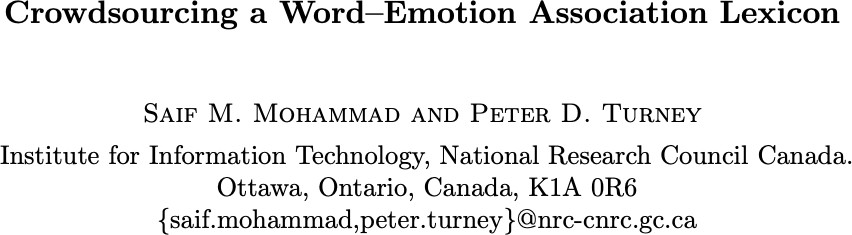 Crowdsourcing a Word–Emotion Association Lexicon
Saif M. Mohammad and Peter D. Turney
Institute for Information Technology, National Research Council Canada.
Ottawa, Ontario, Canada, K1A 0R6
{saif.mohammad,peter.turney}@nrc-cnrc.gc.ca